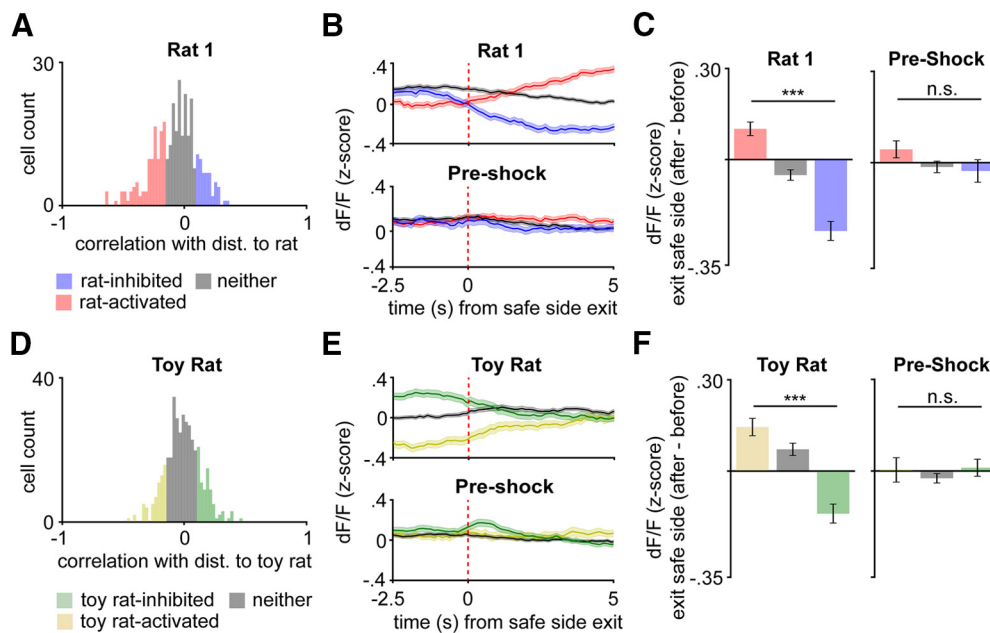 A
Rat 1
30
cell count
0
-1
0
1
correlation with dist. to rat
rat-inhibited
neither
rat-activated
B
Rat 1
.4
0
-.4
Pre-shock
.4
0
-.4
dF/F (z-score)
-2.5
0
5
time (s) from safe side exit
C
Rat 1
Pre-Shock
.30
***
n.s.
-.35
dF/F (z-score)
exit safe side (after - before)
D
Toy Rat
40
cell count
0
-1
0
1
correlation with dist. to toy rat
toy rat-inhibited
neither
toy rat-activated
E
Toy Rat
.4
0
-.4
Pre-shock
.4
0
-.4
dF/F (z-score)
-2.5
0
5
time (s) from safe side exit
F
Toy Rat
Pre-Shock
.30
***
n.s.
-.35
dF/F (z-score)
exit safe side (after - before)